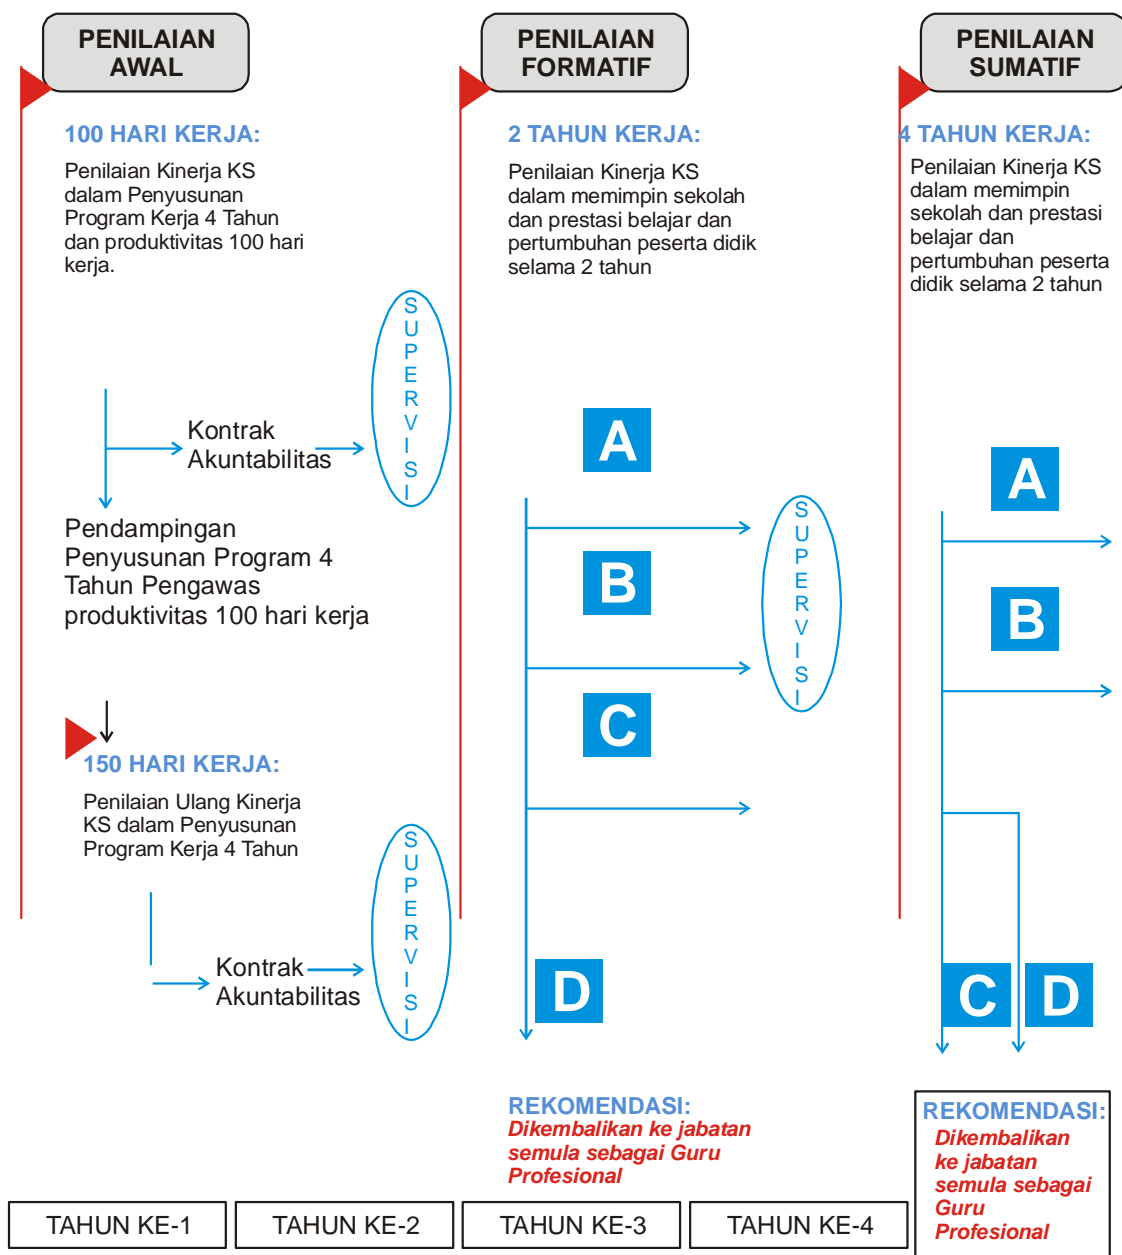 PENILAIAN
AWAL
100 HARI KERJA:
Penilaian Kinerja KS
dalam Penyusunan
Program Kerja 4 Tahun
dan produktivitas 100 hari
kerja.
SUPERVISI
Kontrak
Akuntabilitas
Pendampingan
Penyusunan Program 4
Tahun Pengawas
produktivitas 100 hari kerja
150 HARI KERJA:
Penilaian Ulang Kinerja
KS dalam Penyusunan
Program Kerja 4 Tahun
SUPERVISI
Kontrak
Akuntabilitas
PENILAIAN
FORMATIF
2 TAHUN KERJA:
Penilaian Kinerja KS
dalam memimpin sekolah
dan prestasi belajar dan
pertumbuhan peserta didik
selama 2 tahun
A
B
C
D
SUPERVISI
REKOMENDASI:
Dikembalikan ke jabatan
semula sebagai Guru
Profesional
PENILAIAN
SUMATIF
4 TAHUN KERJA:
Penilaian Kinerja KS
dalam memimpin
sekolah dan prestasi
belajar dan
pertumbuhan peserta
didik selama 2 tahun
A
B
C D
REKOMENDASI:
Dikembalikan
ke jabatan
semula sebagai
Guru
Profesional
TAHUN KE-1 TAHUN KE-2 TAHUN KE-3 TAHUN KE-4